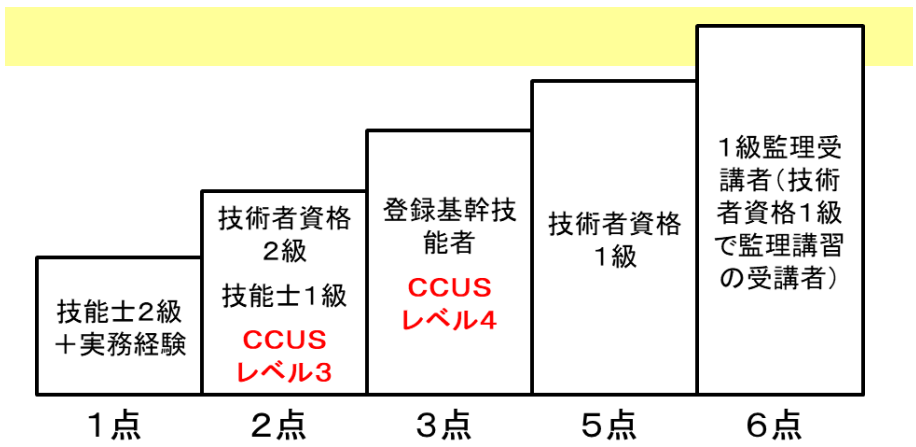 技能士２級
＋実務経験
技術者資格
２級
技能士１級
CCUS
レベル３
登録基幹技
能者
CCUS
レベル４
技術者資格
１級
１級監理受
講者（技術
者資格１級
で監理講習
の受講者）
１点
２点
３点
５点
６点